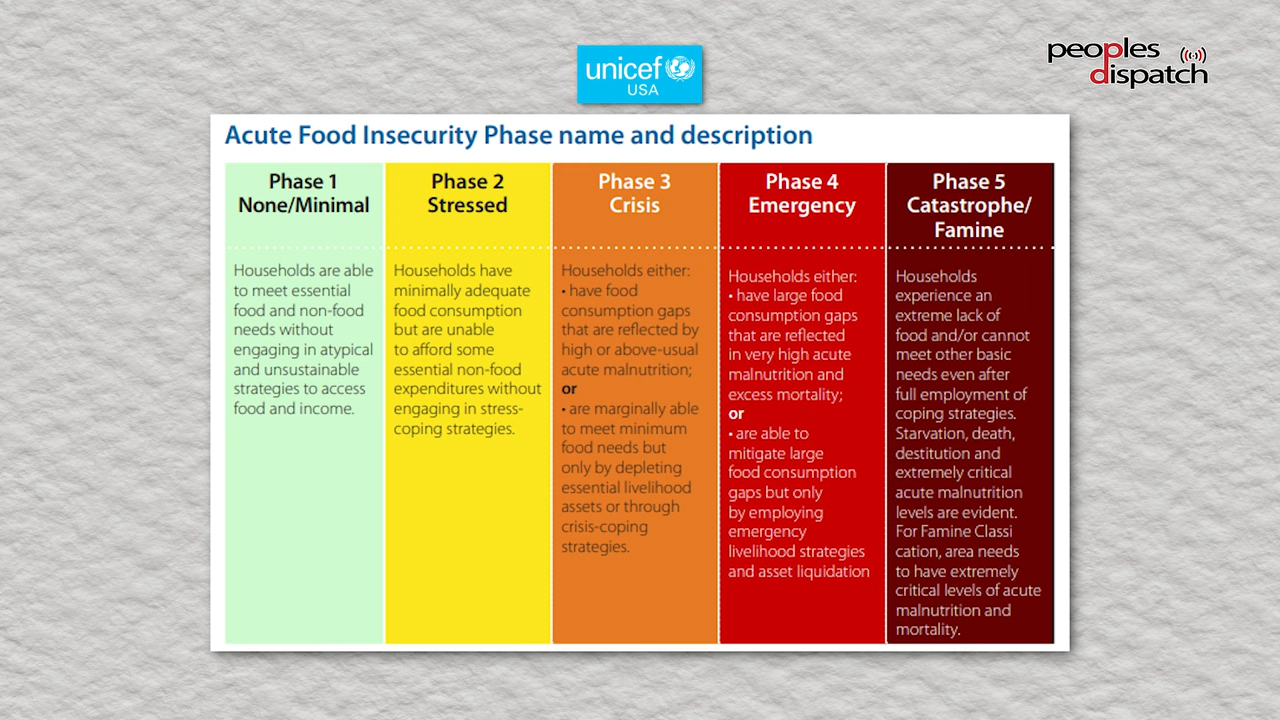 unicef
USA
peoples
dispatch
Acute Food Insecurity Phase name and description
Phase 1
None/Minimal
Households are able
to meet essential
food and non-food
needs without
engaging in atypical
and unsustainable
strategies to access
food and income.
Phase 2
Stressed
Households have
minimally adequate
food consumption
but are unable
to afford some
essential non-food
expenditures without
engaging in stress-
coping strategies.
Phase 3
Crisis
Households either:
• have food
consumption gaps
that are reflected by
high or above-usual
acute malnutrition;
or
• are marginally able
to meet minimum
food needs but
only by depleting
essential livelihood
assets or through
crisis-coping
strategies.
Phase 4
Emergency
Households either:
• have large food
consumption gaps
that are reflected
in very high acute
malnutrition and
excess mortality;
or
• are able to
mitigate large
food consumption
gaps but only
by employing
emergency
livelihood strategies
and asset liquidation
Phase 5
Catastrophe/
Famine
Households
experience an
extreme lack of
food and/or cannot
meet other basic
needs even after
full employment of
coping strategies.
Starvation, death,
destitution and
extremely critical
acute malnutrition
levels are evident.
For Famine Classi
cation, area needs
to have extremely
critical levels of acute
malnutrition and
mortality.